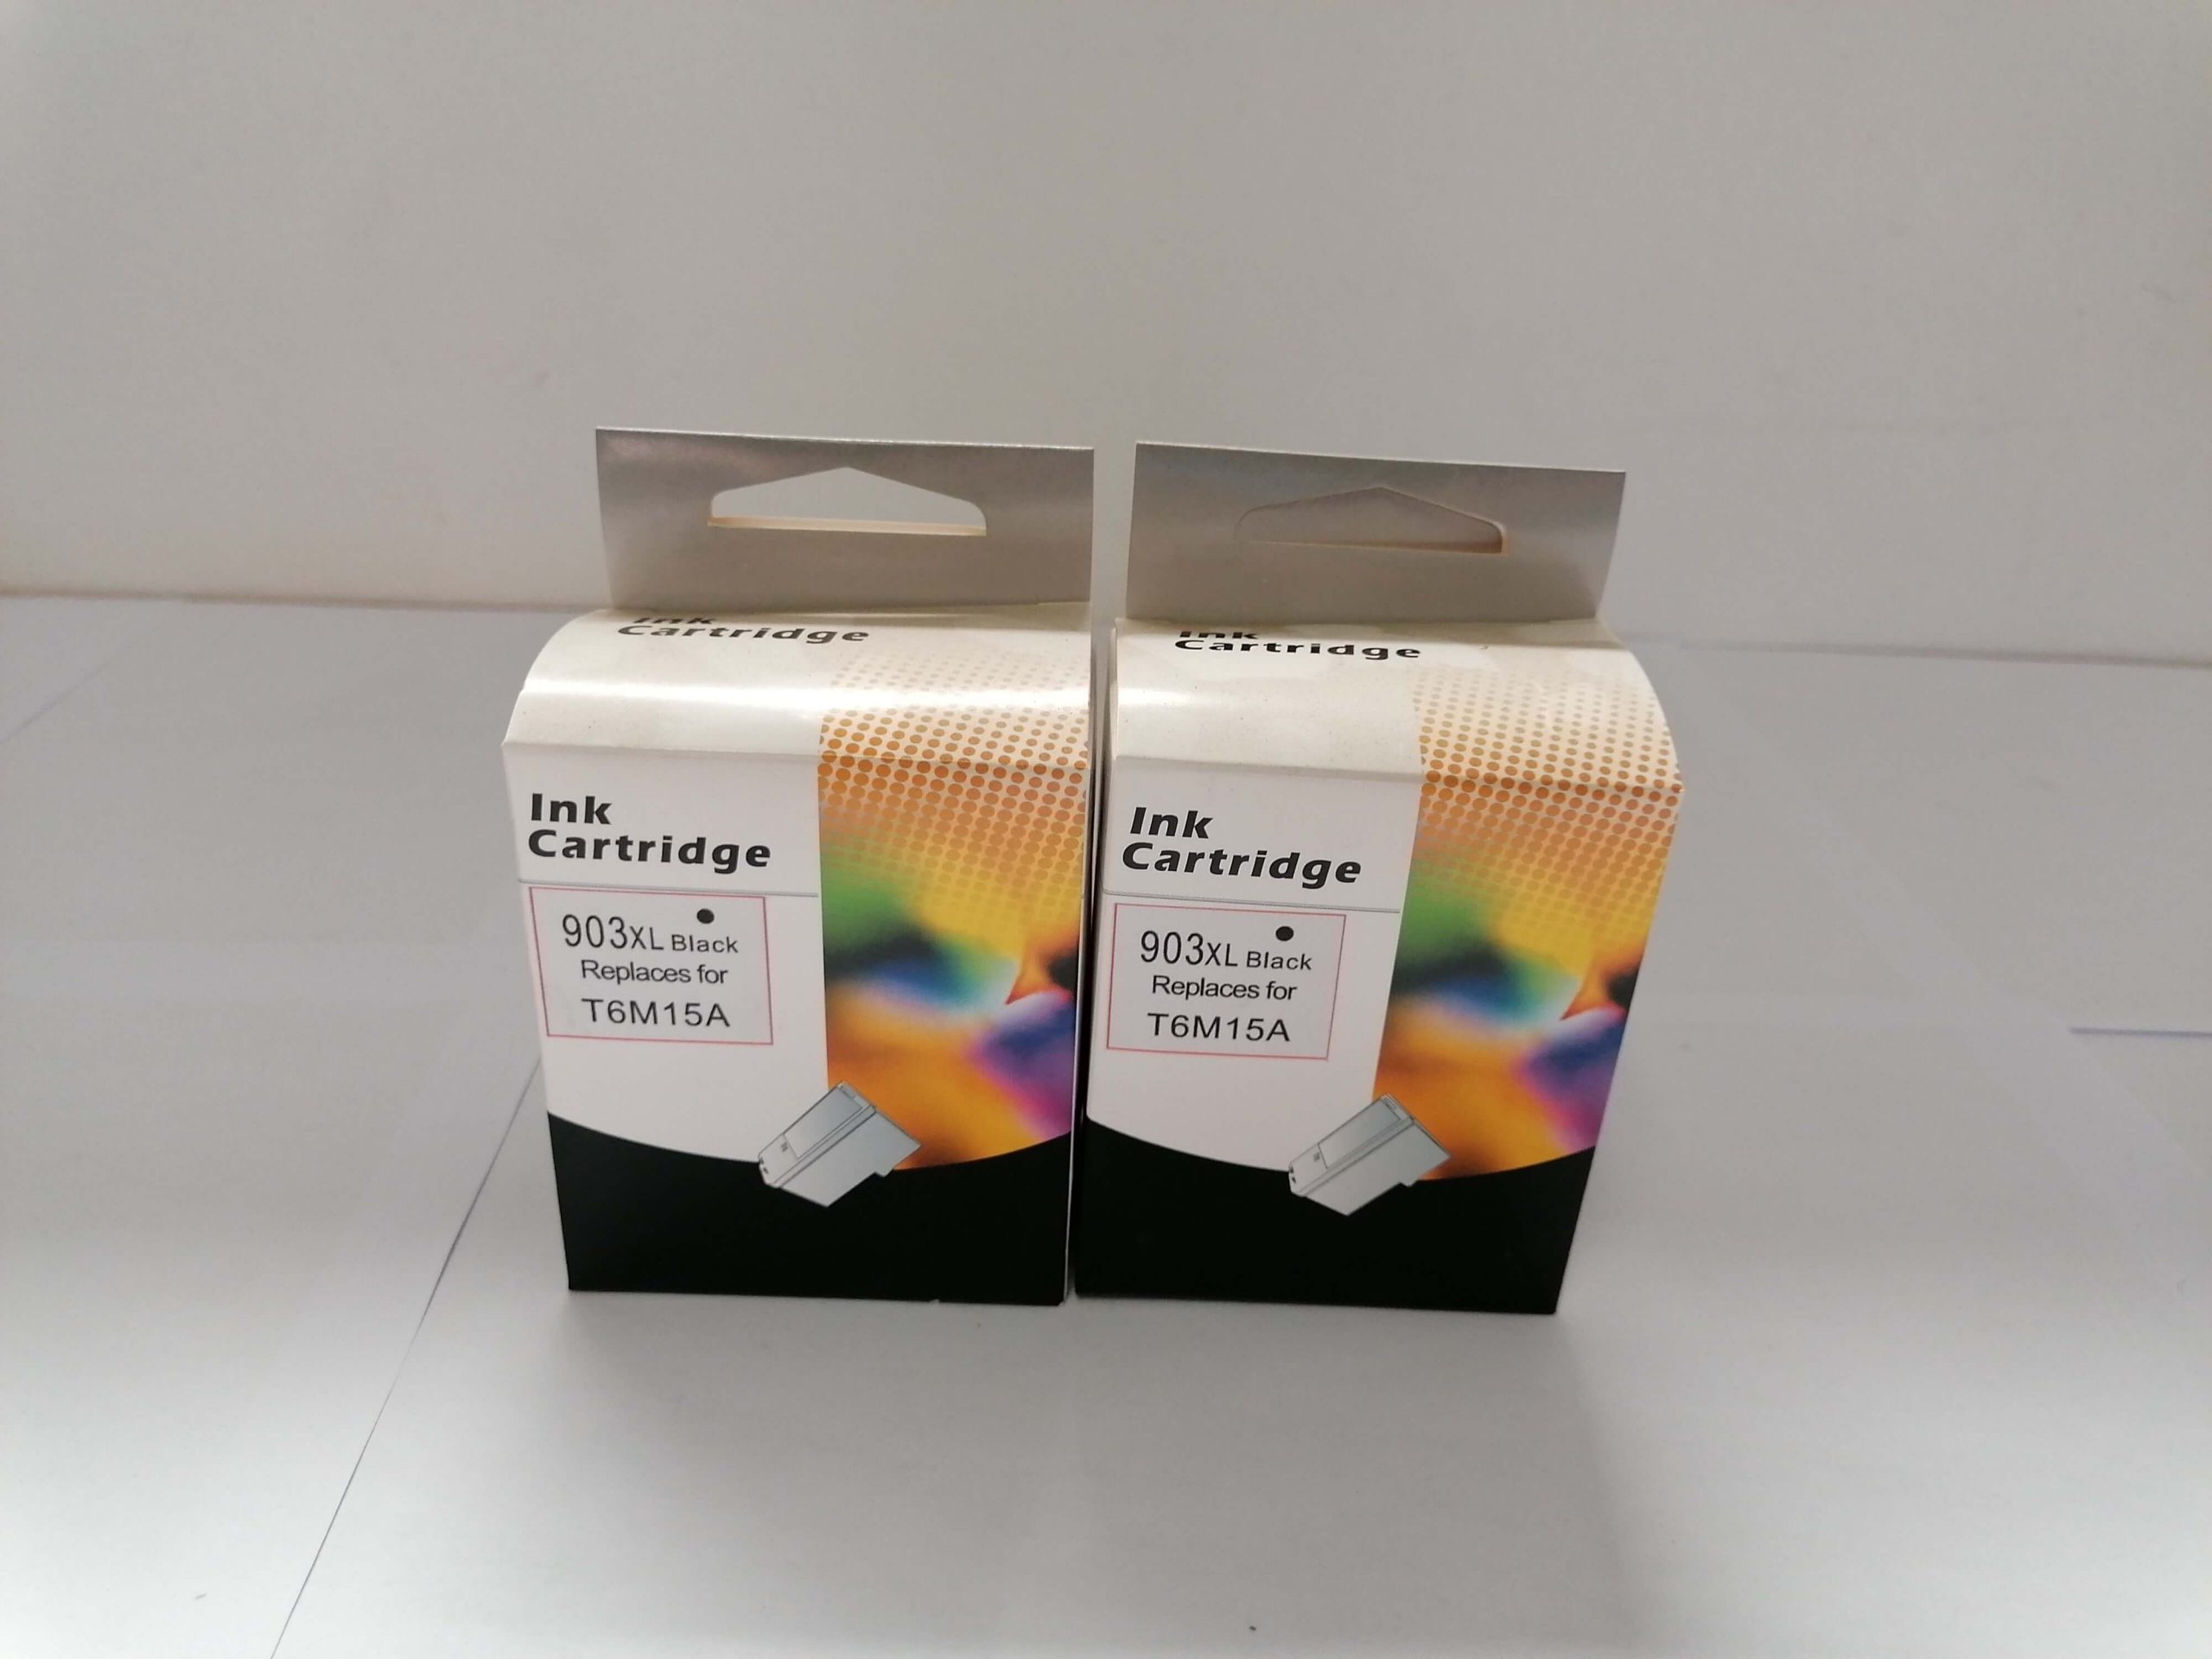 Ink
Cartridge
Ink
Cartridge
903XL Black
Replaces for
T6M15A
Ink
Cartridge
Ink
Cartridge
903XL Black
Replaces for
T6M15A